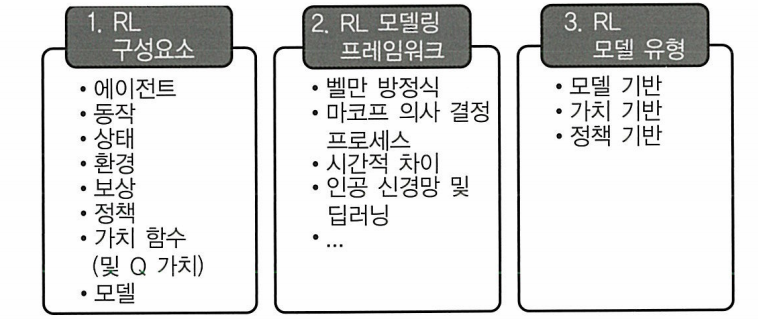 1. RL
구성요소
• 에이전트
• 동작
• 상태
• 환경
• 보상
• 정책
• 가치 함수
(및 Q 가치)
• 모델
2. RL 모델링
프레임워크
• 벨만 방정식
• 마코프 의사 결정
프로세스
• 시간적 차이
• 인공 신경망 및
딥러닝
• ...
3. RL
모델 유형
• 모델 기반
• 가치 기반
• 정책 기반